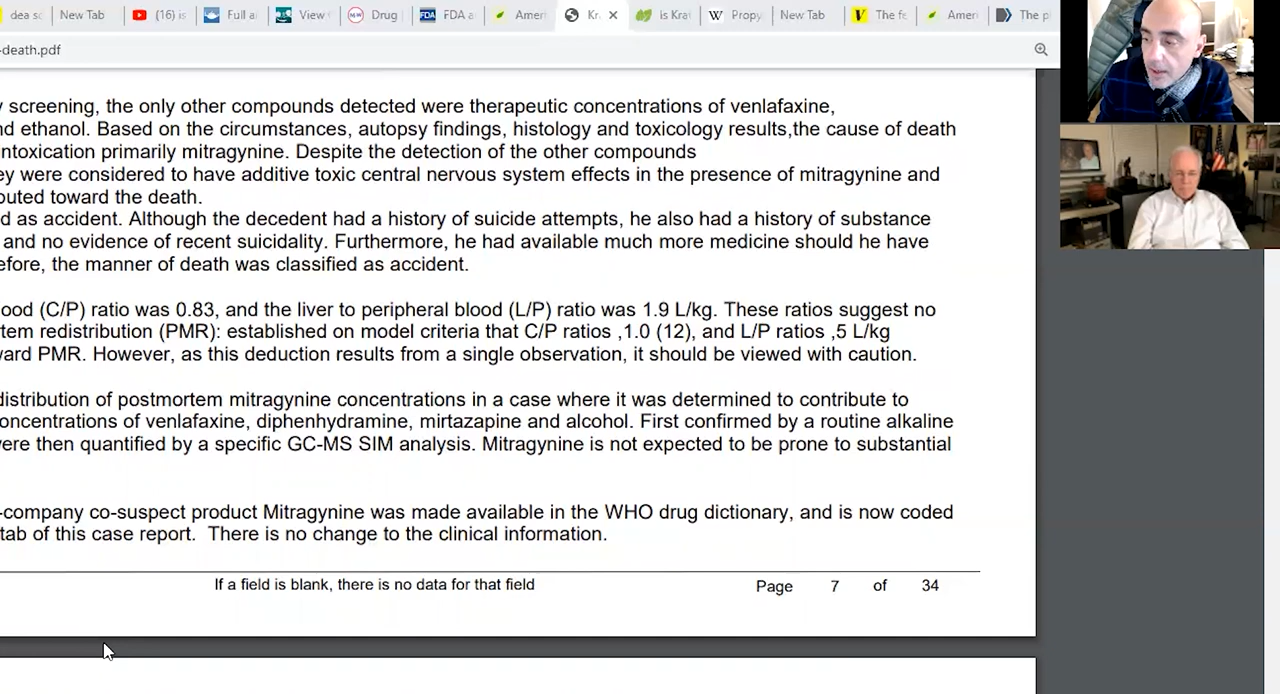 dea sc New Tab (16) is Full a View Drug FDA FDA a Amer Kr is Krat W Propy New Tab The fe Amer The p
-death.pdf
screening, the only other compounds detected were therapeutic concentrations of venlafaxine,
nd ethanol. Based on the circumstances, autopsy findings, histology and toxicology results,the cause of death
intoxication primarily mitragynine. Despite the detection of the other compounds
ey were considered to have additive toxic central nervous system effects in the presence of mitragynine and
buted toward the death.
d as accident. Although the decedent had a history of suicide attempts, he also had a history of substance
and no evidence of recent suicidality. Furthermore, he had available much more medicine should he have
efore, the manner of death was classified as accident.
ood (C/P) ratio was 0.83, and the liver to peripheral blood (L/P) ratio was 1.9 L/kg. These ratios suggest no
tem redistribution (PMR): established on model criteria that C/P ratios ,1.0 (12), and L/P ratios ,5 L/kg
ward PMR. However, as this deduction results from a single observation, it should be viewed with caution.
distribution of postmortem mitragynine concentrations in a case where it was determined to contribute to
oncentrations of venlafaxine, diphenhydramine, mirtazapine and alcohol. First confirmed by a routine alkaline
vere then quantified by a specific GC-MS SIM analysis. Mitragynine is not expected to be prone to substantial
-company co-suspect product Mitragynine was made available in the WHO drug dictionary, and is now coded
tab of this case report. There is no change to the clinical information.
If a field is blank, there is no data for that field Page 7 of 34